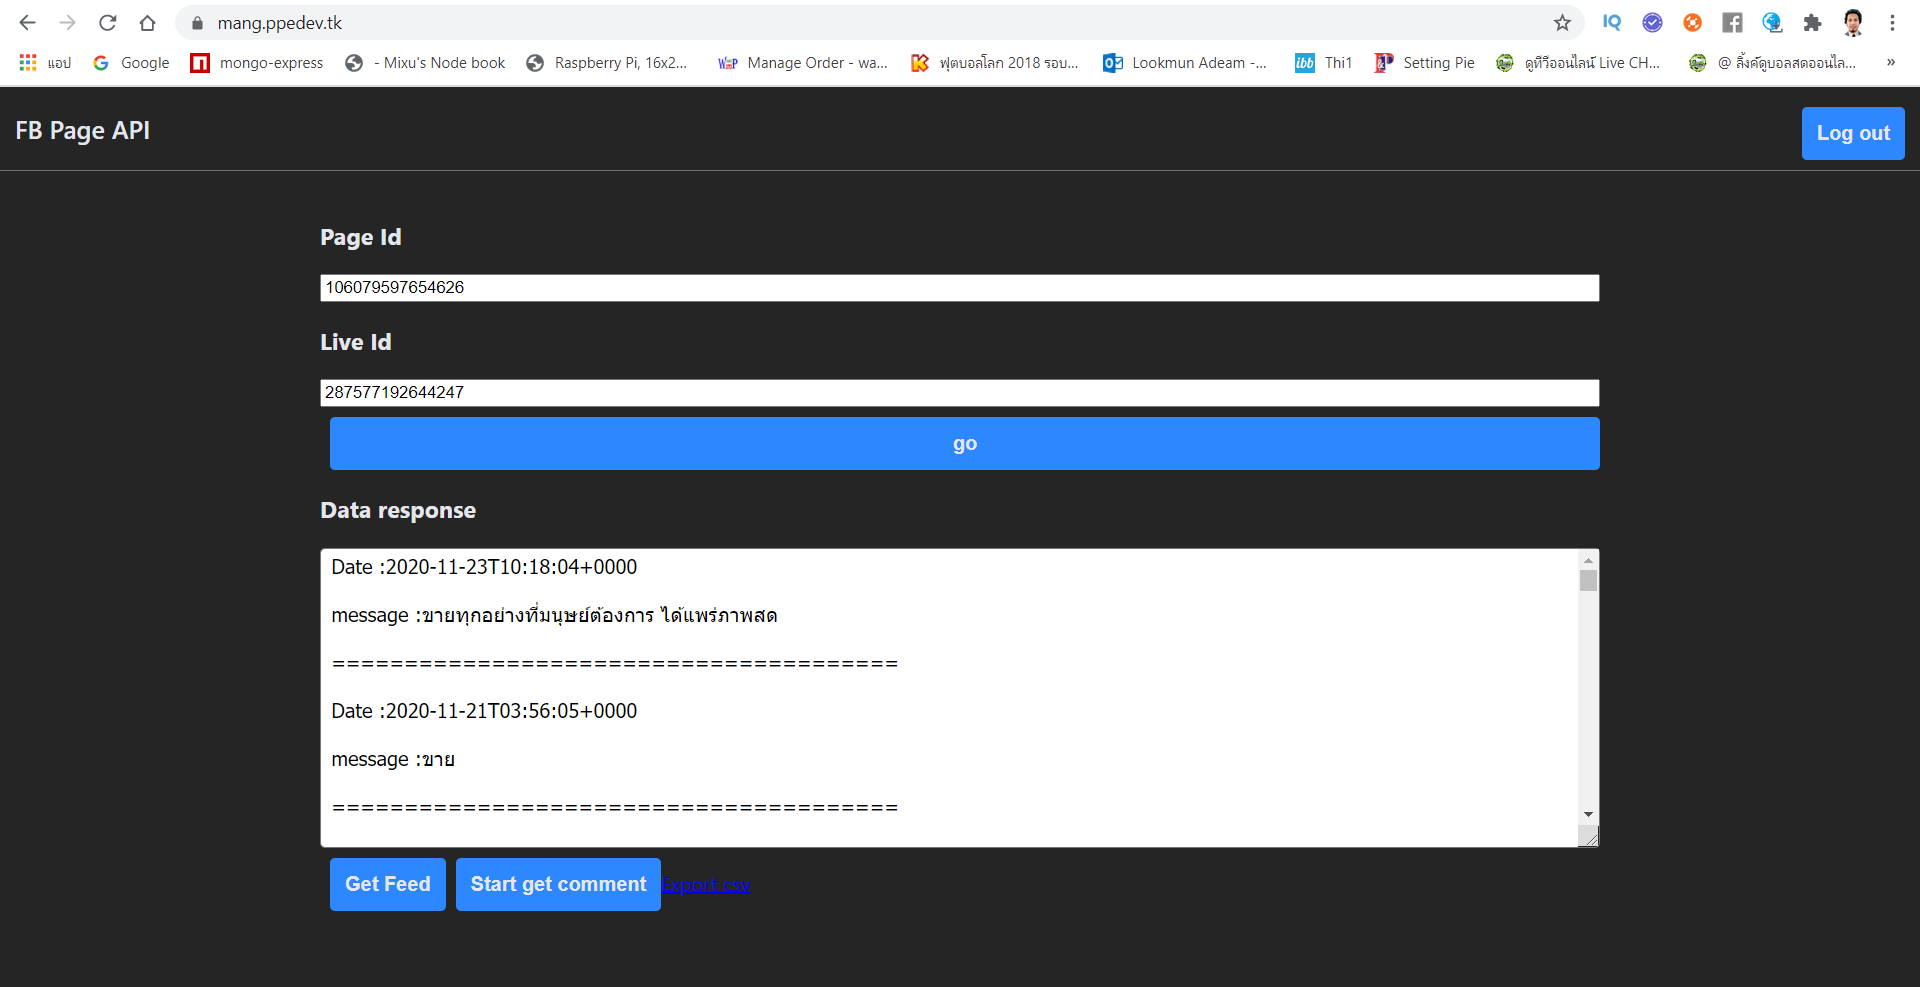 mang.ppedev.tk
แอป Google mongo-express - Mixu's Node book Raspberry Pi, 16x2... Manage Order - wa... ฟุตบอลโลก 2018 รอบ... Lookmun Adeam -... Thi1 Setting Pie ดูทีวีออนไลน์ Live CH... @ ลิ้งค์ดูบอลสดออนไล... »
FB Page API
Log out
Page Id
106079597654626
Live Id
287577192644247
go
Data response
Date :2020-11-23T10:18:04+0000
message :ขายทุกอย่างที่มนุษย์ต้องการ ได้แพร่ภาพสด
=======================================
Date :2020-11-21T03:56:05+0000
message :ขาย
=======================================
Get Feed Start get comment Export csv